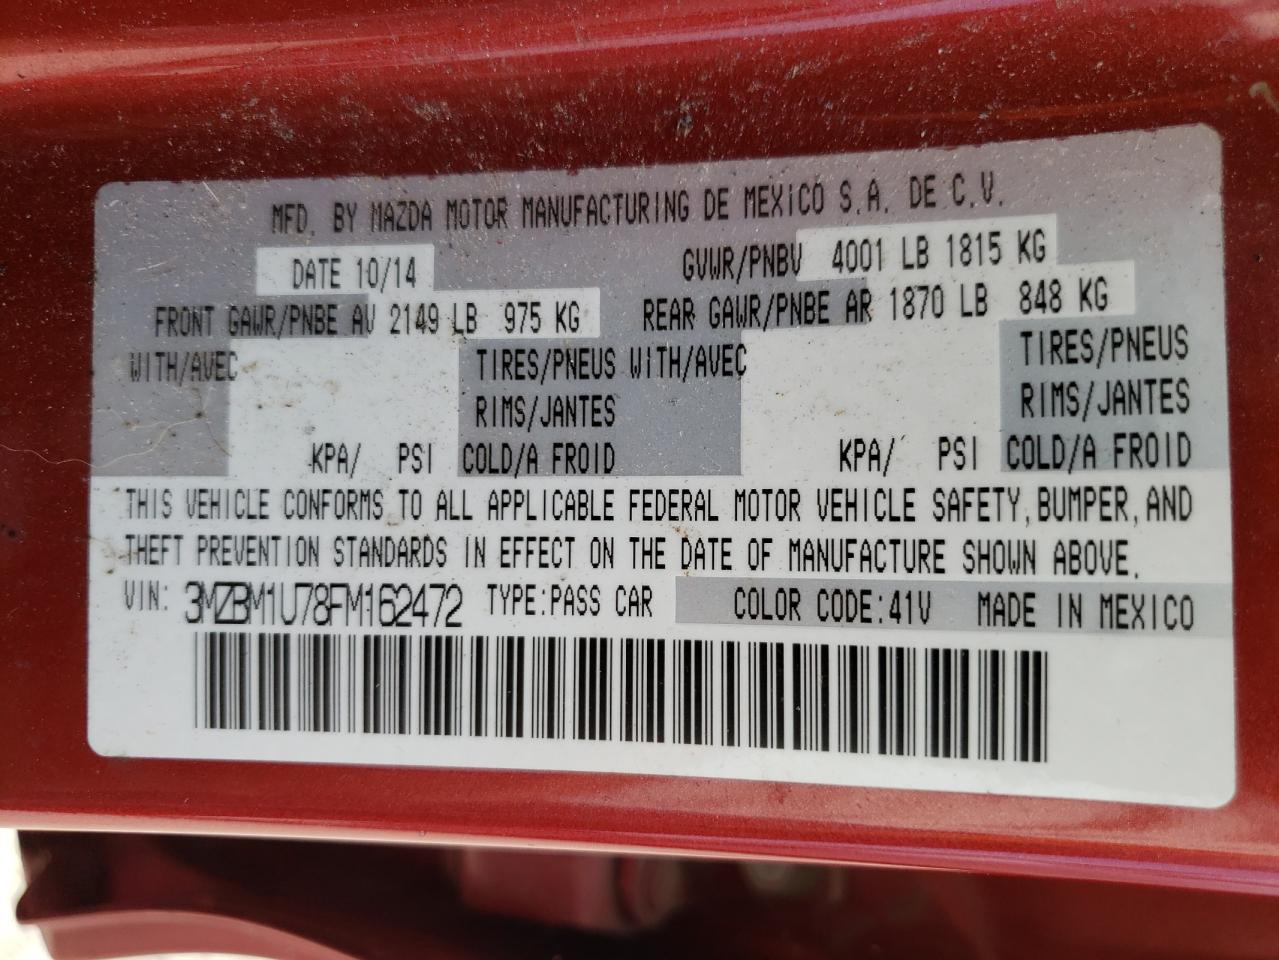 MFD. BY MAZDA MOTOR MANUFACTURING DE MEXICO S.A. DE C.V.
DATE 10/14 GVWR/PNBV 4001 LB 1815 KG
FRONT GAWR/PNBE AV 2149 LB 975 KG REAR GAWR/PNBE AR 1870 LB 848 KG
WITH/AVEC TIRES/PNEUS WITH/AVEC TIRES/PNEUS
RIMS/JANTES RIMS/JANTES
KPA/ PSI COLD/A FROID KPA/ PSI COLD/A FROID
THIS VEHICLE CONFORMS TO ALL APPLICABLE FEDERAL MOTOR VEHICLE SAFETY, BUMPER, AND
THEFT PREVENTION STANDARDS IN EFFECT ON THE DATE OF MANUFACTURE SHOWN ABOVE.
VIN: 3MZBM1U78FM162472 TYPE:PASS CAR COLOR CODE:41V MADE IN MEXICO